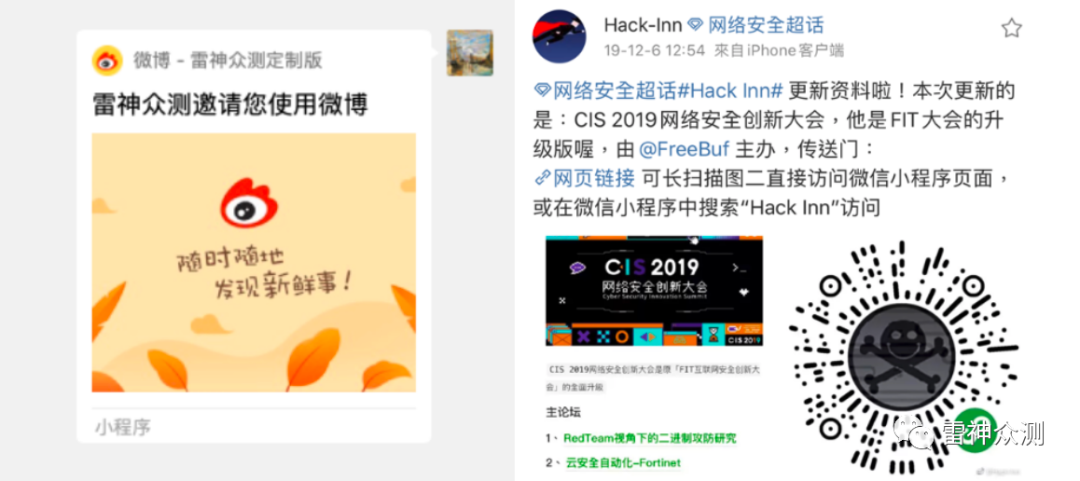 微博 - 雷神众测定制版
雷神众测邀请您使用微博
随时随地
发现新鲜事！
小程序
Hack-Inn 网络安全超话
19-12-6 12:54 來自iPhone客户端
网络安全超话#Hack Inn# 更新资料啦！本次更新的
是：CIS 2019网络安全创新大会，他是FIT大会的升
级版喔，由 @FreeBuf 主办，传送门：
网页链接 可长扫描图二直接访问微信小程序页面，
或在微信小程序中搜索“Hack Inn”访问
CIS 2019
网络安全创新大会
Cyber Security Innovation Summit
CIS 2019
CIS 2019网络安全创新大会是原「FIT互联网安全创新大
会」的全面升级
主论坛
1、 RedTeam视角下的二进制攻防研究
2、 云安全自动化–Fortinet
雷神众测